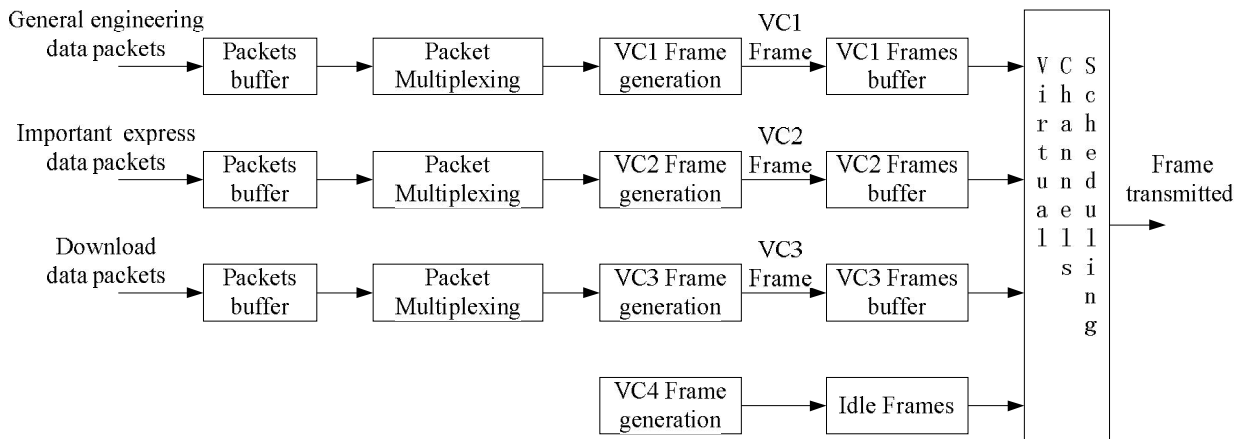 General engineering
data packets
Packets
buffer
Packet
Multiplexing
VC1 Frame
generation
VC1
Frame
VC1 Frames
buffer
Important express
data packets
Packets
buffer
Packet
Multiplexing
VC2 Frame
generation
VC2
Frame
VC2 Frames
buffer
Download
data packets
Packets
buffer
Packet
Multiplexing
VC3 Frame
generation
VC3
Frame
VC3 Frames
buffer
VC4 Frame
generation
Idle Frames
Virtual
Channells
Scheduling
Frame
transmitted